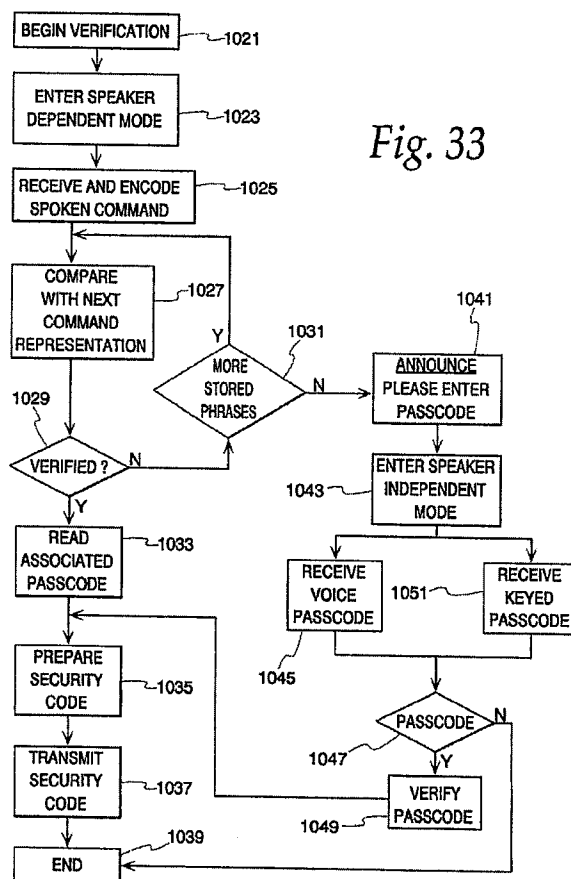 BEGIN VERIFICATION
1021
ENTER SPEAKER
DEPENDENT MODE
1023
Fig. 33
RECEIVE AND ENCODE
SPOKEN COMMAND
1025
COMPARE
WITH NEXT
COMMAND
REPRESENTATION
1027
Y
MORE
STORED
PHRASES
1031
N
1041
ANNOUNCE
PLEASE ENTER
PASSCODE
1029
VERIFIED ?
N
Y
1043
ENTER SPEAKER
INDEPENDENT
MODE
READ
ASSOCIATED
PASSCODE
1033
RECEIVE
VOICE
PASSCODE
1045
1051
RECEIVE
KEYED
PASSCODE
PREPARE
SECURITY
CODE
1035
PASSCODE
N
1047
Y
TRANSMIT
SECURITY
CODE
1037
VERIFY
PASSCODE
1049
END
1039